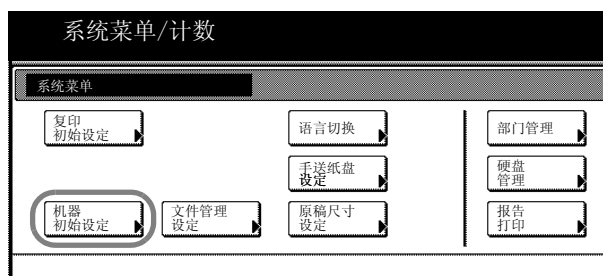 系统菜单/计数
系统菜单
复印
初始设定
语言切换
部门管理
手送纸盘
设定
硬盘
管理
机器
初始设定
文件管理
设定
原稿尺寸
设定
报告
打印